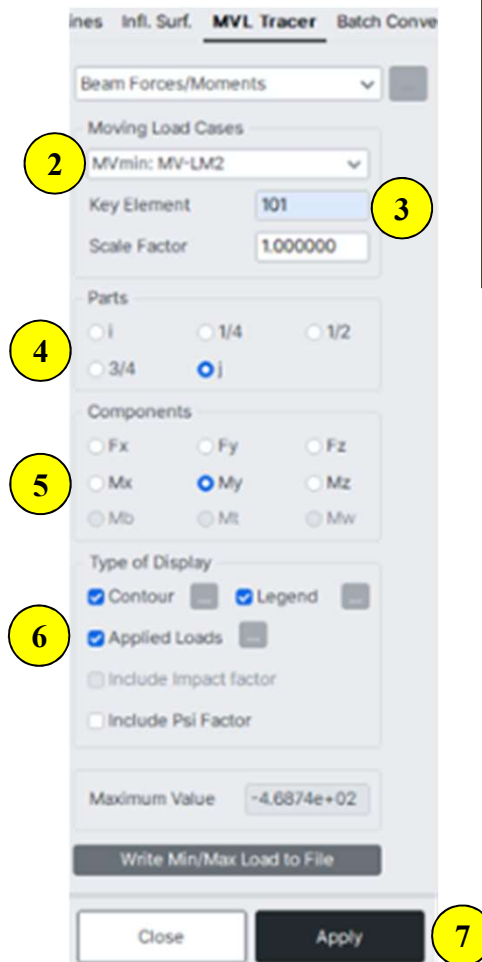 ines Infl. Surf. MVL Tracer Batch Conve
Beam Forces/Moments ...
Moving Load Cases
2 MVmin: MV-LM2
Key Element 101 3
Scale Factor 1.000000
Parts
i 1/4 1/2
4
3/4 j
Components
Fx Fy Fz
5 Mx My Mz
Mb Mt Mw
Type of Display
Contour ... Legend ...
6 Applied Loads ...
Include Impact factor
Include Psi Factor
Maximum Value -4.6874e+02
Write Min/Max Load to File
Close Apply 7